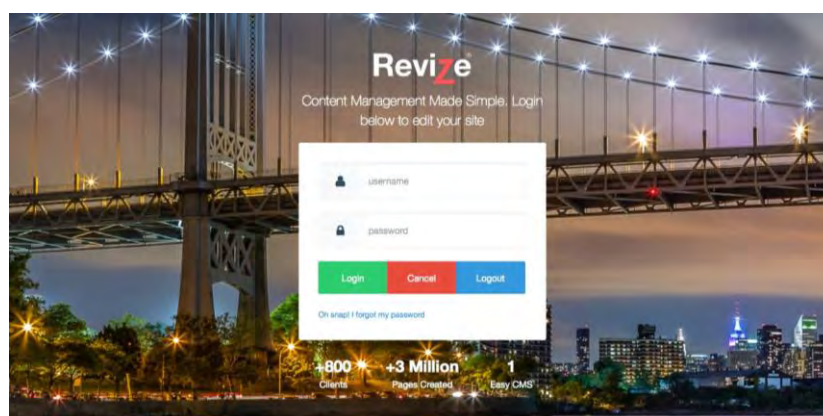 Revize
Content Management Made Simple. Login
below to edit your site
username
password
Login Cancel Logout
Oh snap! I forgot my password
+800 +3 Million 1
Clients Pages Created Easy CMS